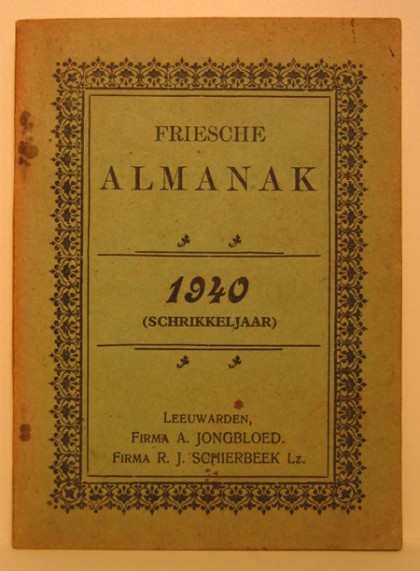 FRIESCHE
ALMANAK
1940
(SCHRIKKELJAAR)
LEEUWARDEN,
FIRMA A. JONGBLOED.
FIRMA R. J. SCHIERBEEK Lz.